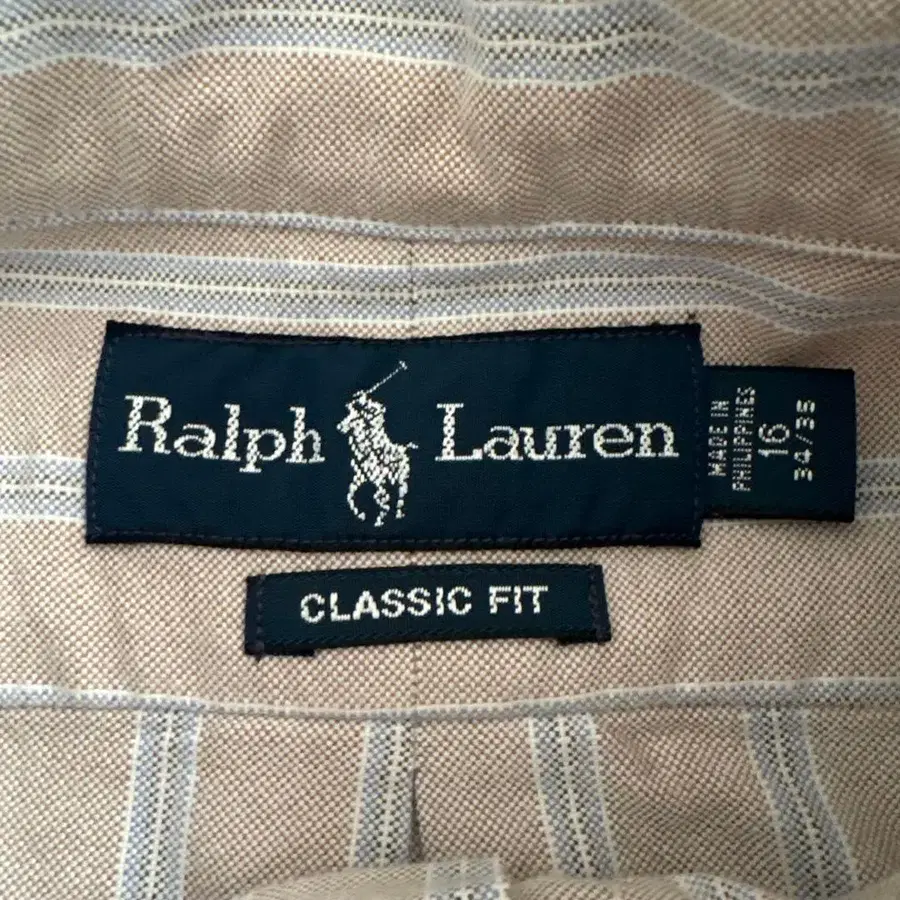 Ralph Lauren
MADE IN
PHILIPPINES
16
34/35
CLASSIC FIT